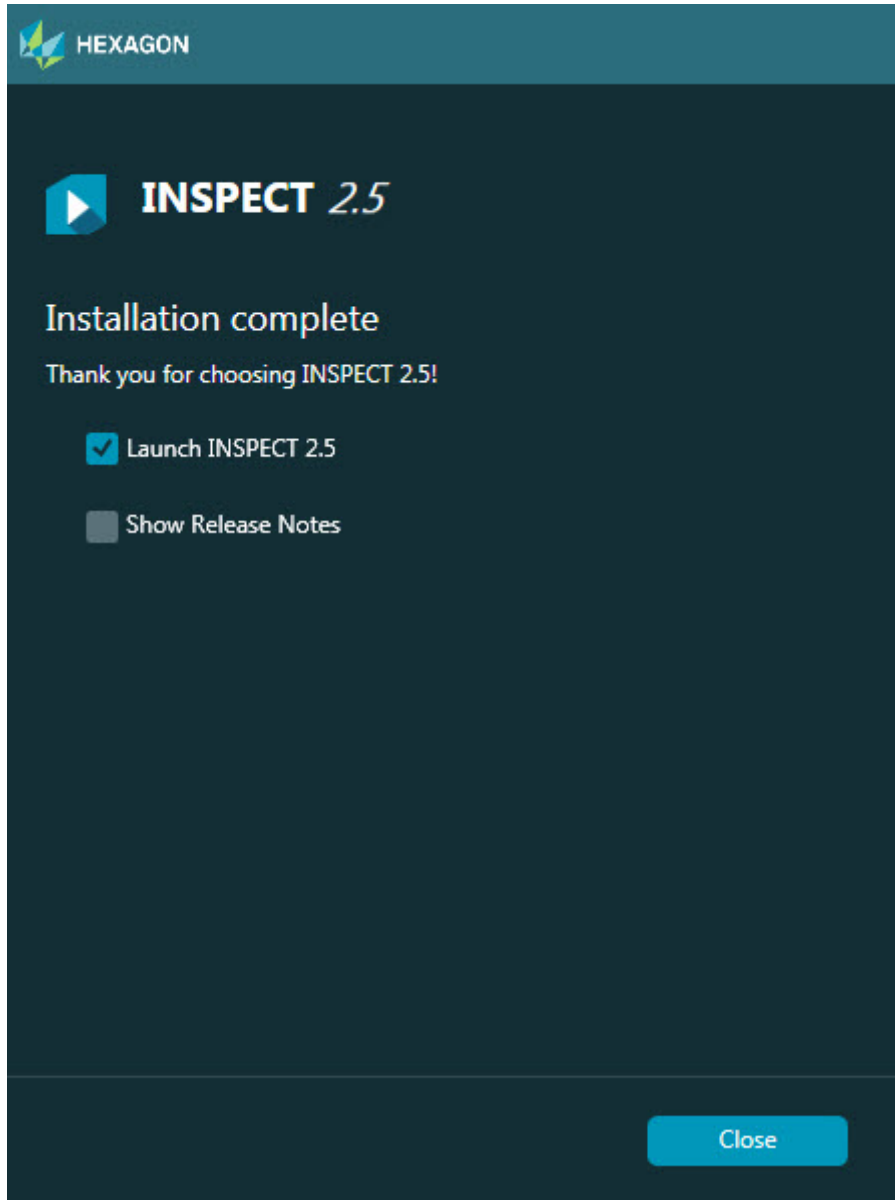 HEXAGON
INSPECT 2.5
Installation complete
Thank you for choosing INSPECT 2.5!
Launch INSPECT 2.5
Show Release Notes
Close